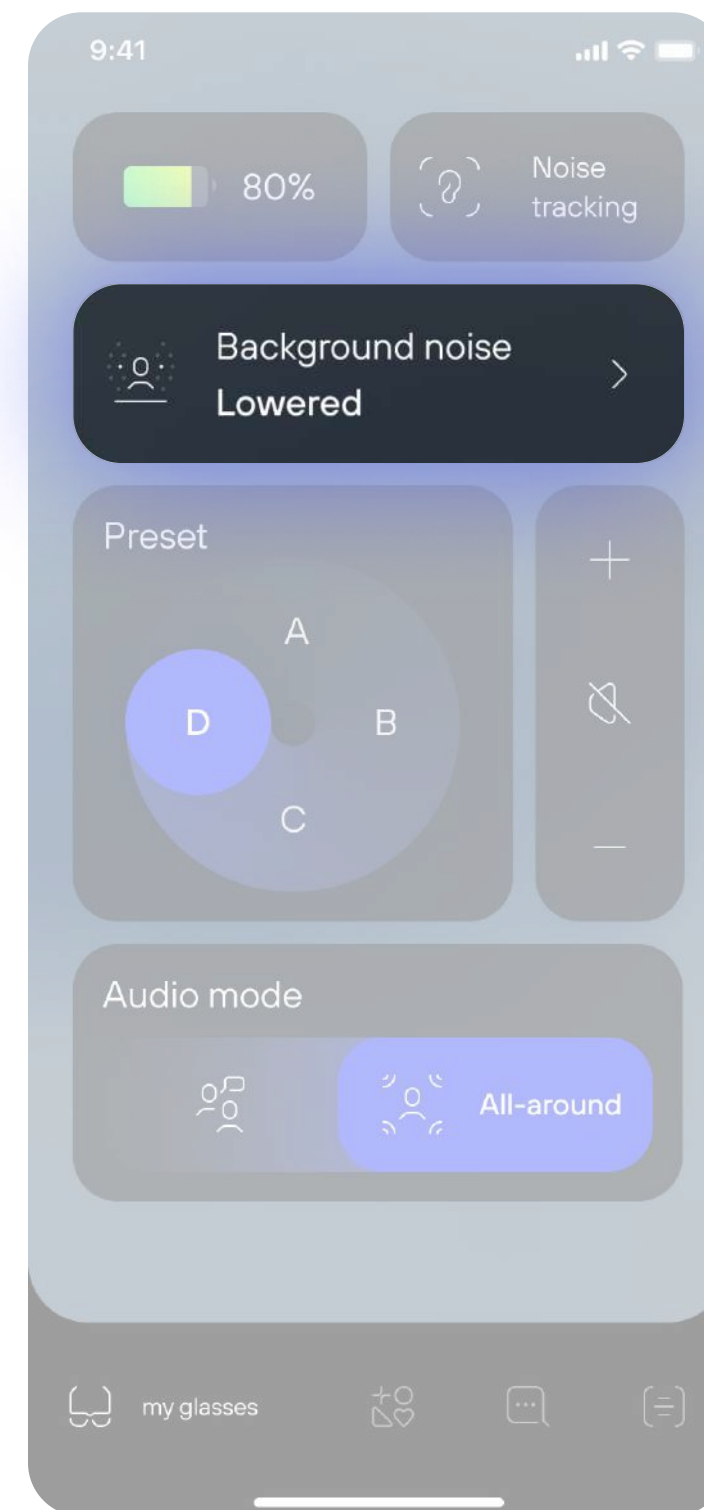 9:41
80%
Noise
tracking
Background noise
Lowered
Preset
A
D
B
C
Audio mode
All-around
my glasses